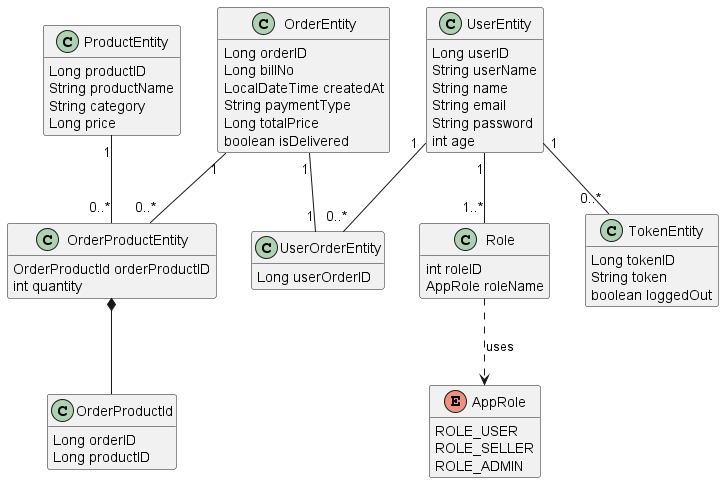 C ProductEntity
Long productID
String productName
String category
Long price
C OrderEntity
Long orderID
Long billNo
LocalDateTime createdAt
String paymentType
Long totalPrice
boolean isDelivered
C UserEntity
Long userID
String userName
String name
String email
String password
int age
1
0..*
1
0..*
1
1
1
0..*
1
1..*
1
0..*
C OrderProductEntity
OrderProductId orderProductID
int quantity
C UserOrderEntity
Long userOrderID
C Role
int roleID
AppRole roleName
C TokenEntity
Long tokenID
String token
boolean loggedOut
uses
C OrderProductId
Long orderID
Long productID
E AppRole
ROLE_USER
ROLE_SELLER
ROLE_ADMIN